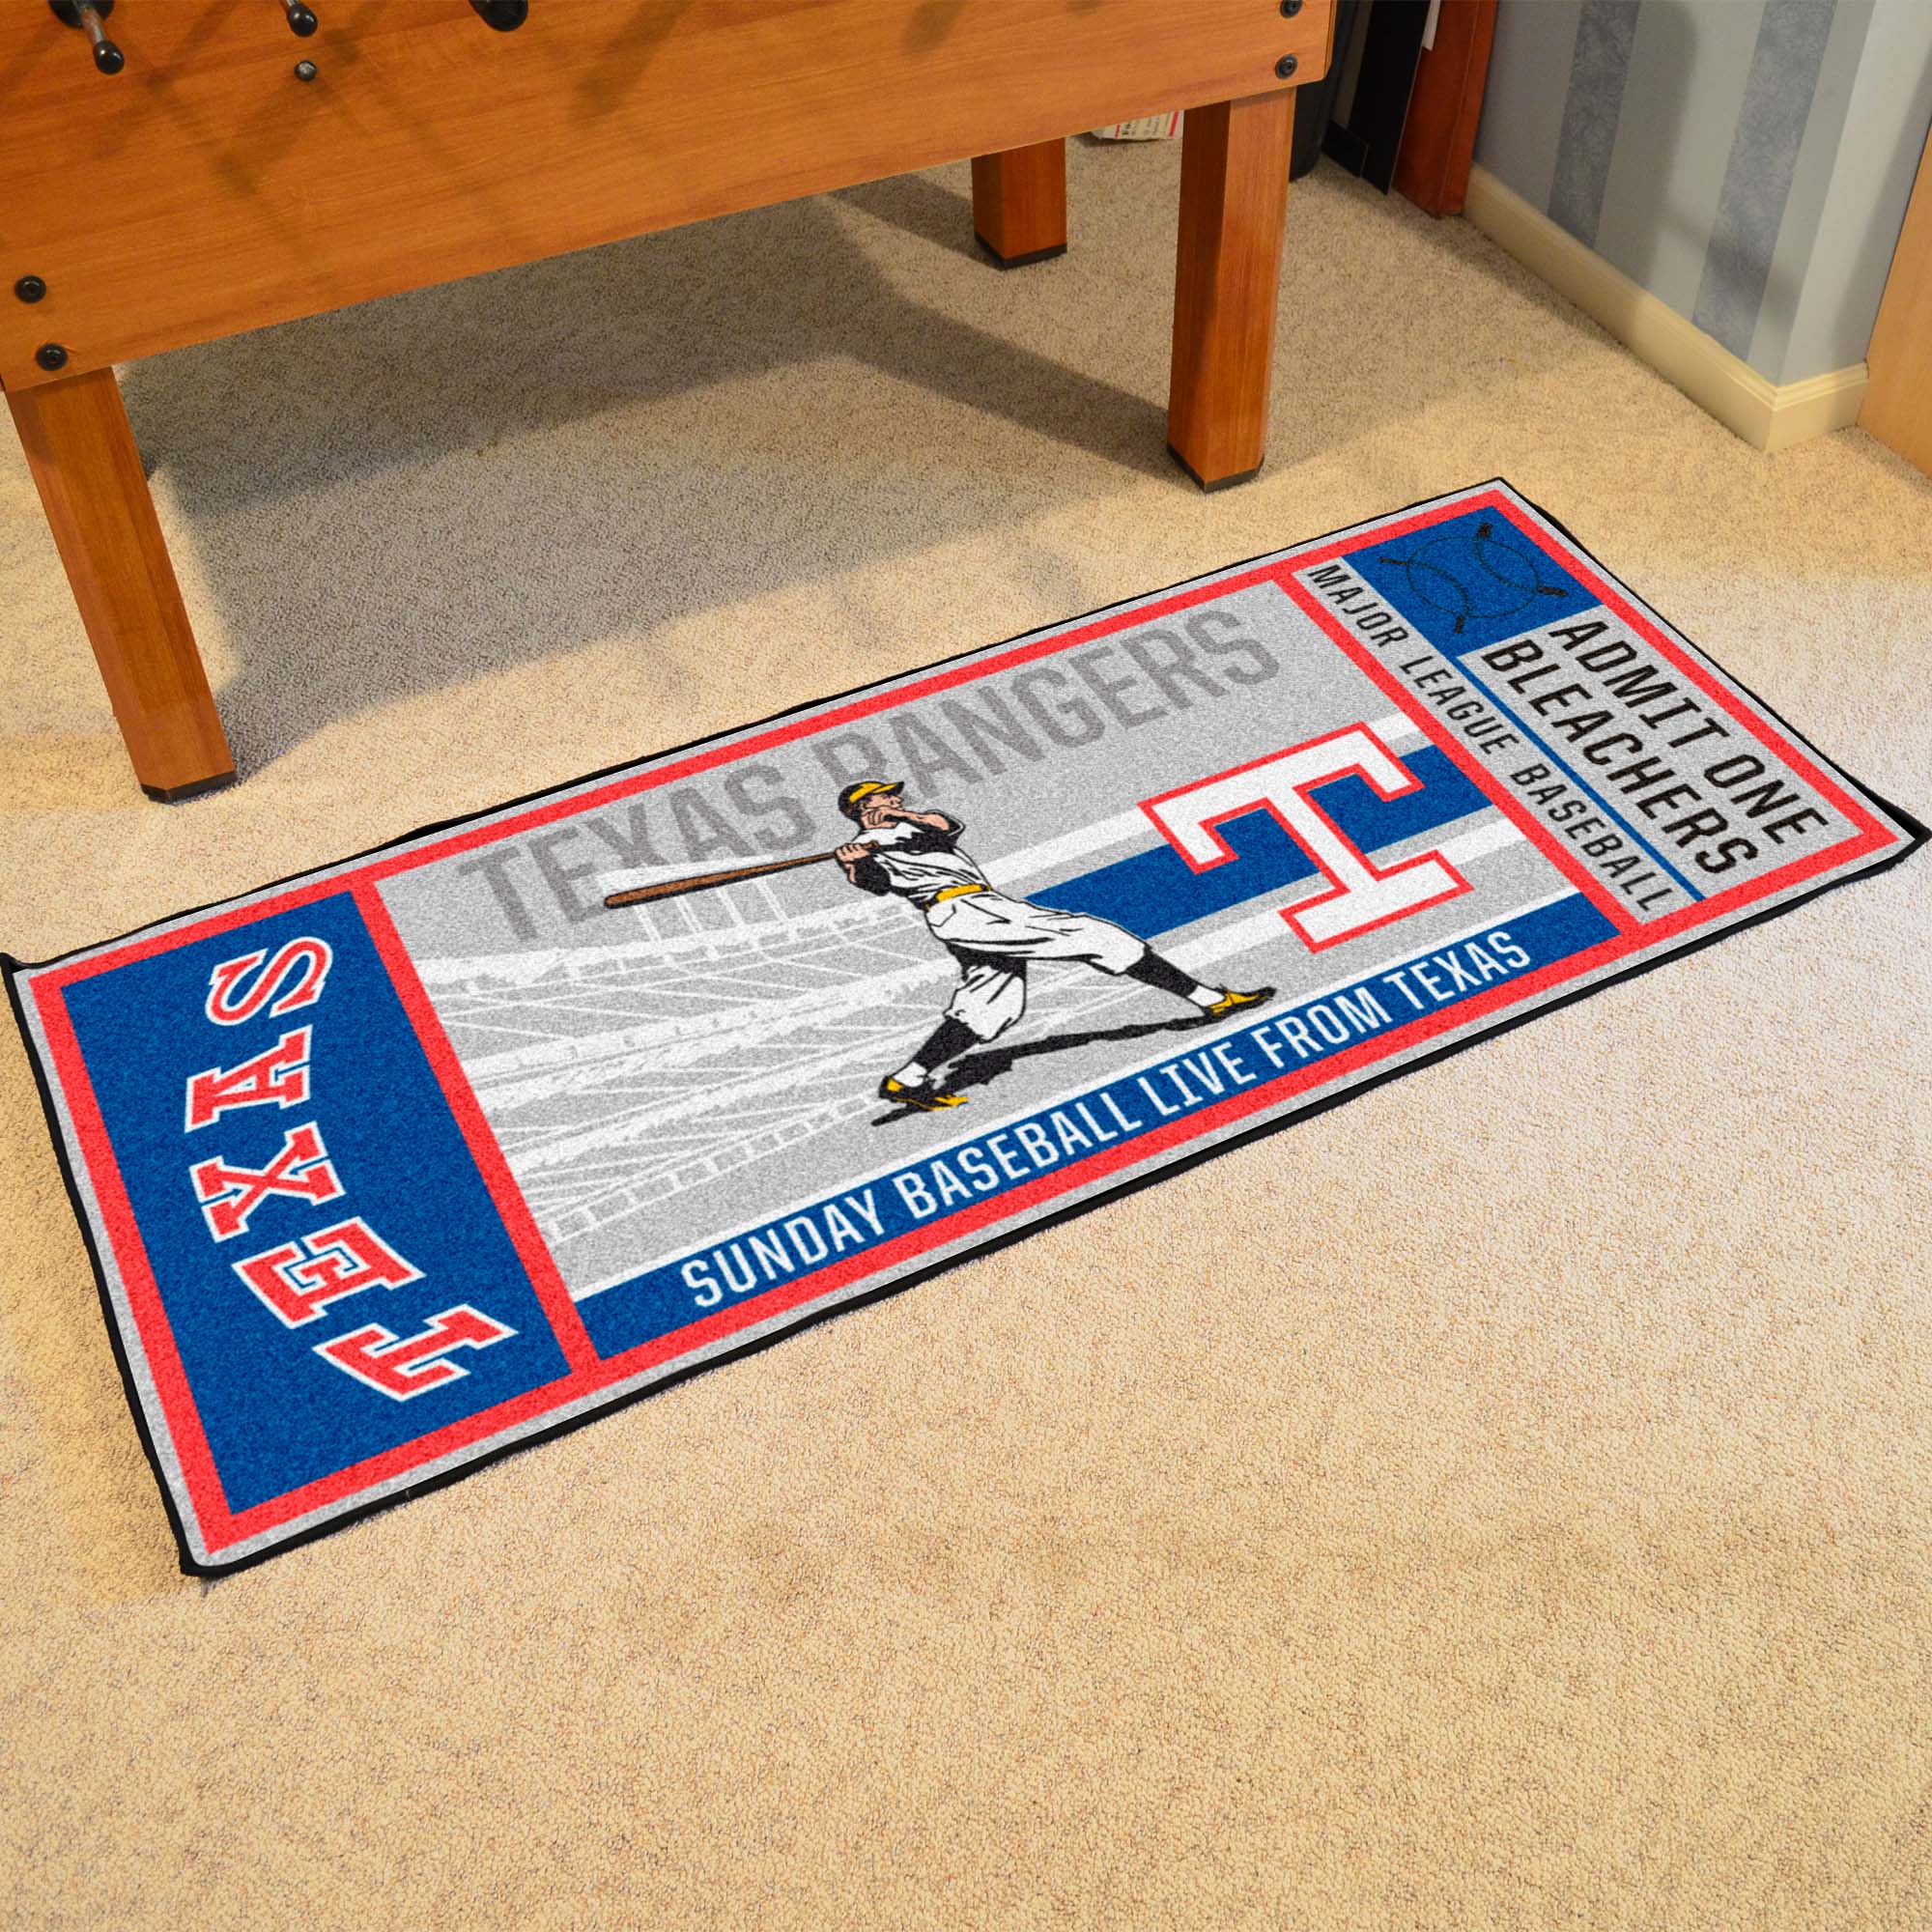 TEXAS
TEXAS RANGERS
T
SUNDAY BASEBALL LIVE FROM TEXAS
MAJOR LEAGUE BASEBALL
ADMIT ONE
BLEACHERS